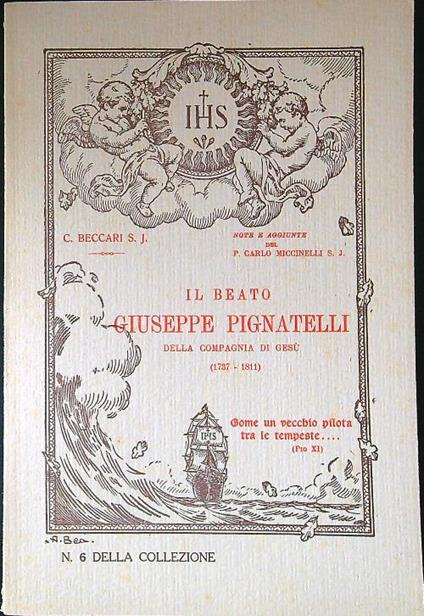 IHS
C. BECCARI S. J.
NOTE E AGGIUNTE
DEL
P. CARLO MICCINELLI S. J.
IL BEATO
GIUSEPPE PIGNATELLI
DELLA COMPAGNIA DI GESÙ
(1737 - 1811)
Come un vecchio pilota
tra le tempeste....
(PIO XI)
IHS
A. Bea
N. 6 DELLA COLLEZIONE